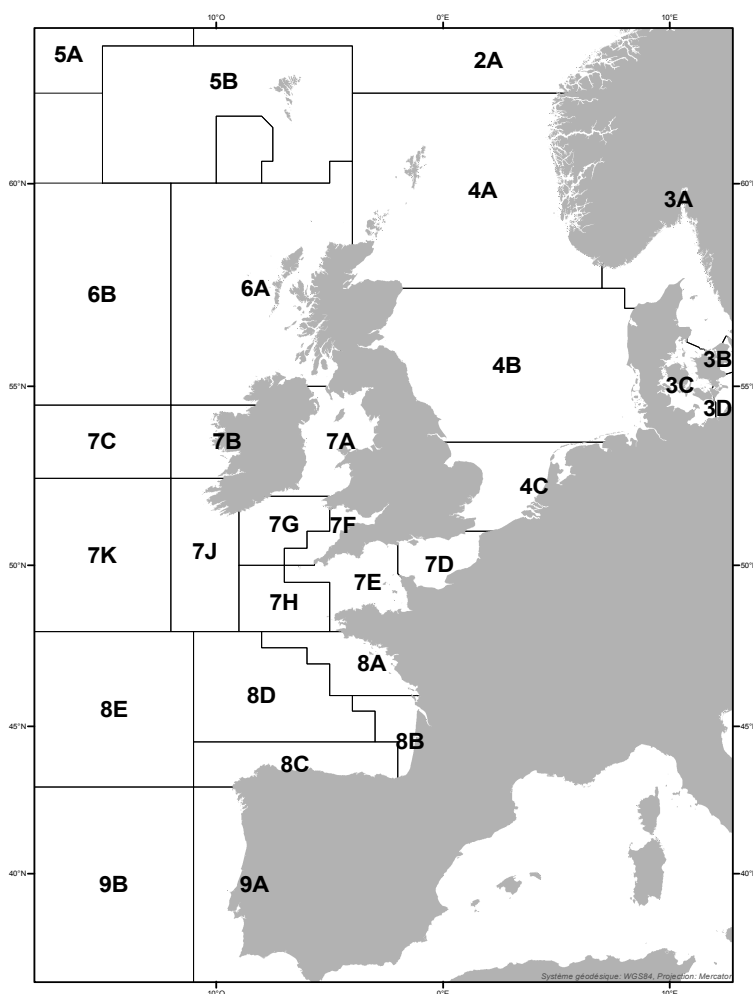 10°O 0°E 10°E
5A
2A
5B
60°N 60°N
4A
3A
6B 6A
4B
3B
55°N 3C 55°N
3D
7C 7B 7A
4C
7G 7F
7K 7J 7D
50°N 50°N
7E
7H
8A
8D
8E
45°N 45°N
8B
8C
40°N 40°N
9B 9A
Système géodésique: WGS84, Projection: Mercator
10°O 0°E 10°E